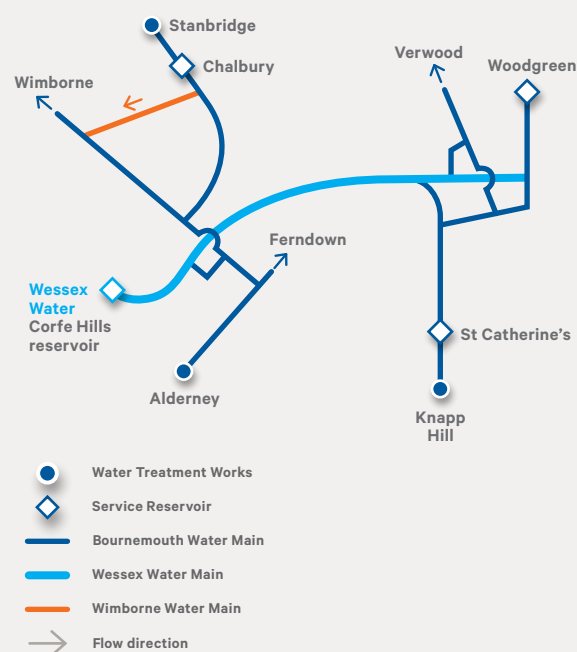 Stanbridge
Chalbury
Wimborne
Verwood
Woodgreen
Ferndown
Wessex
Water
Corfe Hills
reservoir
St Catherine's
Alderney
Knapp
Hill
Water Treatment Works
Service Reservoir
Bournemouth Water Main
Wessex Water Main
Wimborne Water Main
Flow direction